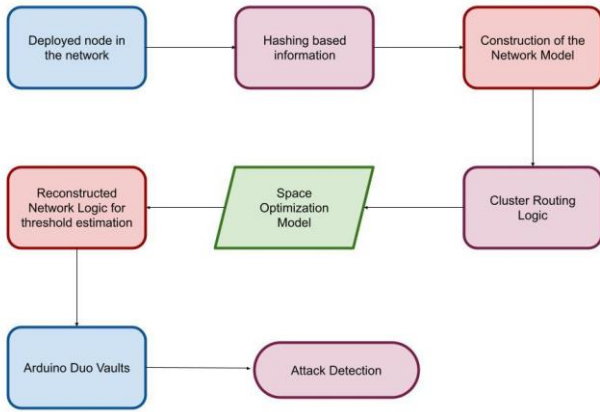 Deployed node in
the network
Hashing based
information
Construction of the
Network Model
Cluster Routing
Logic
Space
Optimization
Model
Reconstructed
Network Logic for
threshold estimation
Arduino Duo Vaults
Attack Detection